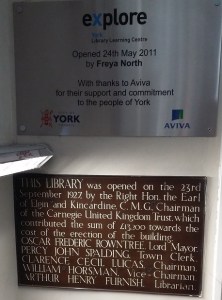 explore
York
Library Learning Centre
Opened 24th May 2011
by Freya North
With thanks to Aviva
for their support and commitment
to the people of York
YORK
AVIVA
THIS LIBRARY was opened on the 23rd
September 1927, by the Right Hon. the Earl
of Elgin and Kincardine C.M.G. Chairman
of the Carnegie United Kingdom Trust, which
contributed the sum of £13,200 towards the
cost of the erection of the building.
OSCAR FREDERIC ROWNTREE Lord Mayor.
PERCY JOHN SPALDING, Town Clerk.
CLARENCE CECIL LUCAS, Chairman.
WILLIAM HORSMAN, Vice-Chairman
ARTHUR HENRY FURNISH, Librarian.